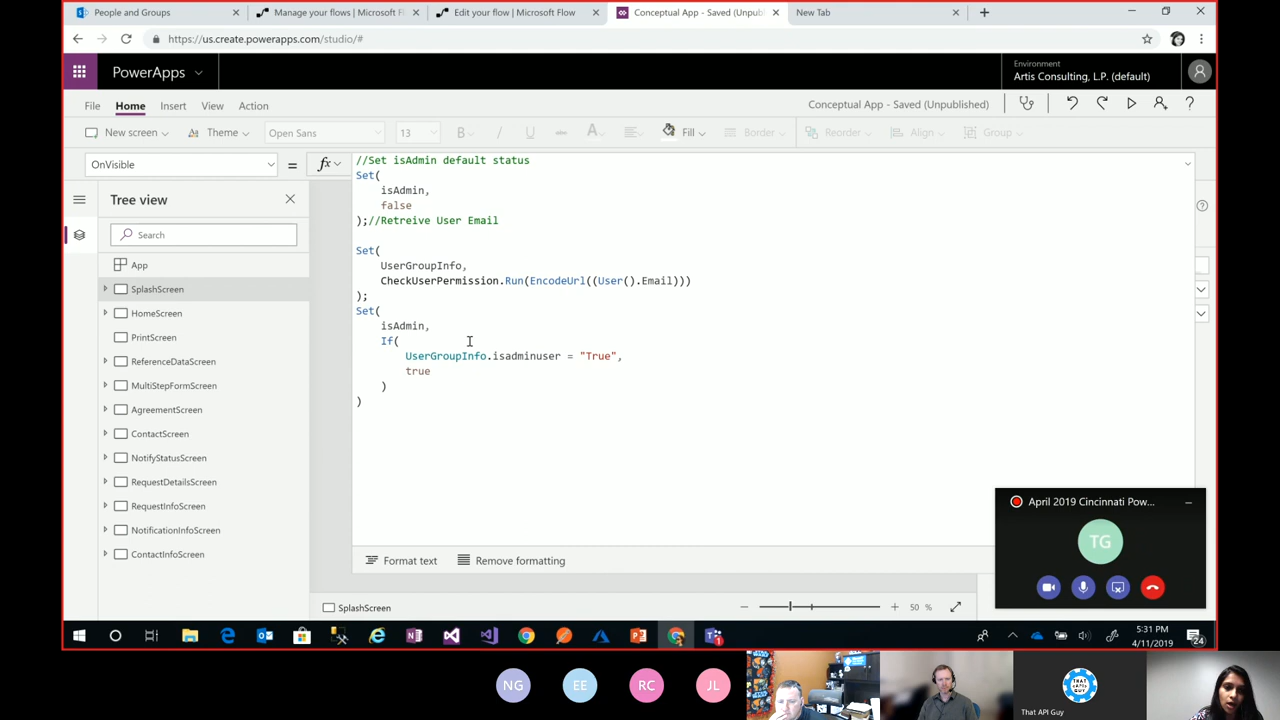 People and Groups
Manage your flows | Microsoft F
Edit your flow | Microsoft Flow
Conceptual App - Saved (Unpubl
New Tab
https://us.create.powerapps.com/studio/#
PowerApps
Environment
Artis Consulting, L.P. (default)
File Home Insert View Action
Conceptual App - Saved (Unpublished)
New screen Theme Open Sans 13 B / U abc A Fill Border Reorder Align Group
OnVisible = fx
//Set isAdmin default status
Set(
isAdmin,
false
);//Retreive User Email
Set(
UserGroupInfo,
CheckUserPermission.Run(EncodeUrl((User().Email)))
);
Set(
isAdmin,
If(
UserGroupInfo.isadminuser = "True",
true
)
)
Tree view
Search
App
SplashScreen
HomeScreen
PrintScreen
ReferenceDataScreen
MultiStepFormScreen
AgreementScreen
ContactScreen
NotifyStatusScreen
RequestDetailsScreen
RequestInfoScreen
NotificationInfoScreen
ContactInfoScreen
Format text Remove formatting
SplashScreen
50 %
April 2019 Cincinnati Pow...
TG
5:31 PM
4/11/2019
24
NG
EE
RC
JL
THAT API GUY
That API Guy